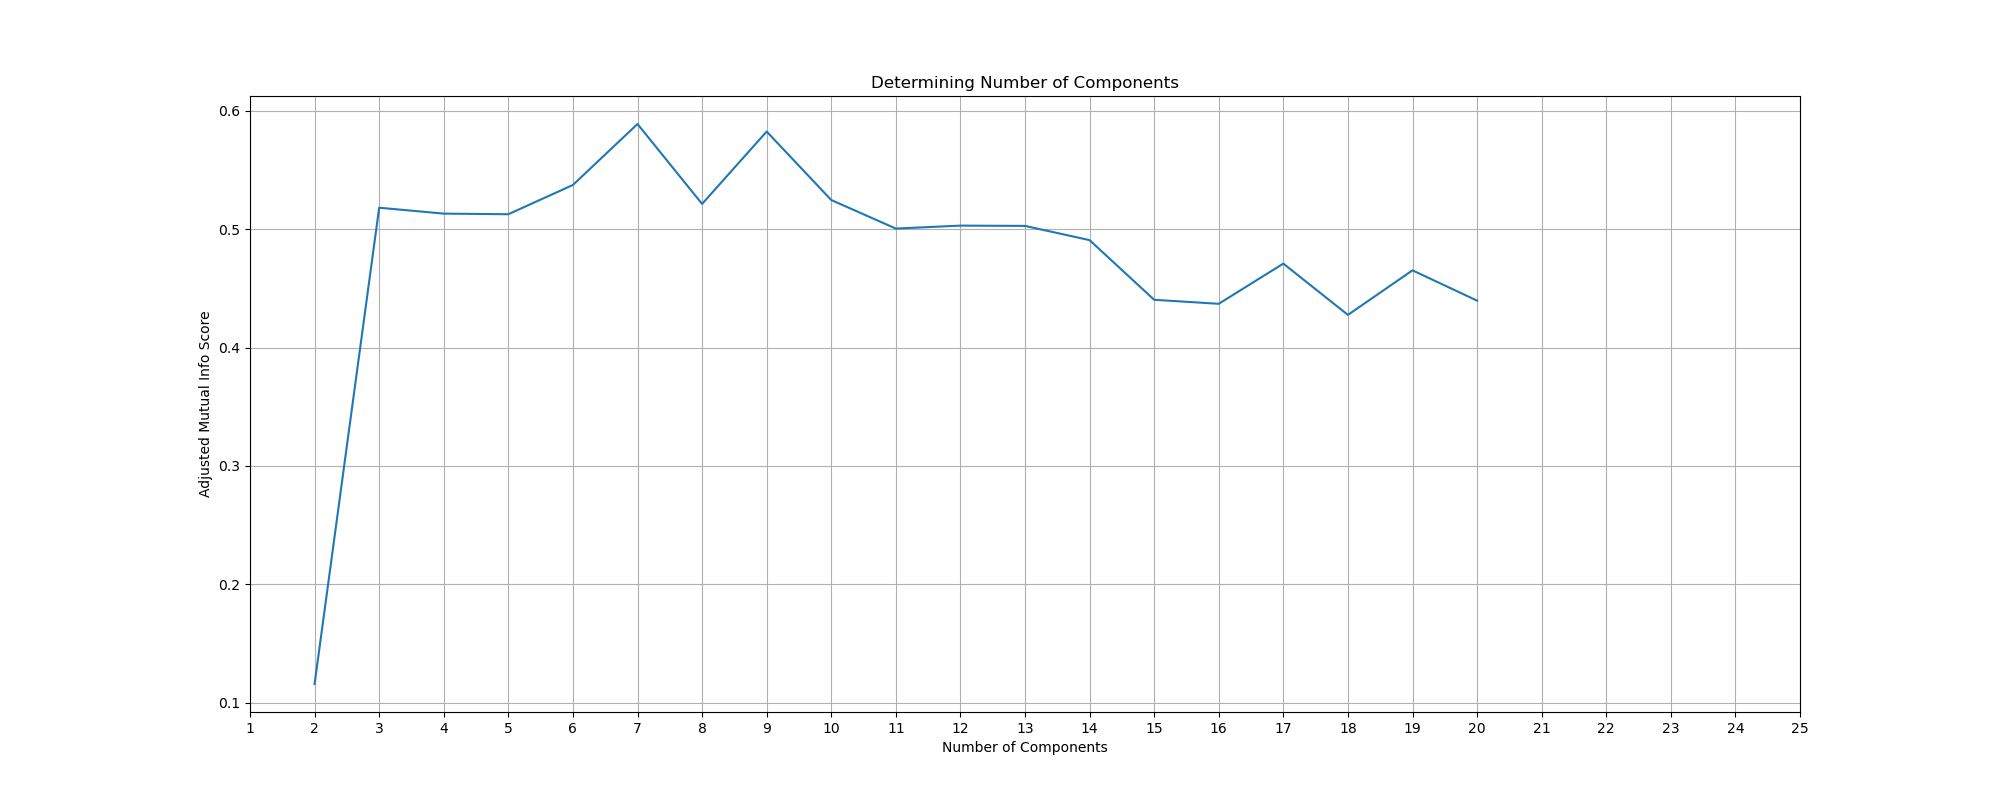 Determining Number of Components
Adjusted Mutual Info Score
0.6
0.5
0.4
0.3
0.2
0.1
1 2 3 4 5 6 7 8 9 10 11 12 13 14 15 16 17 18 19 20 21 22 23 24 25
Number of Components